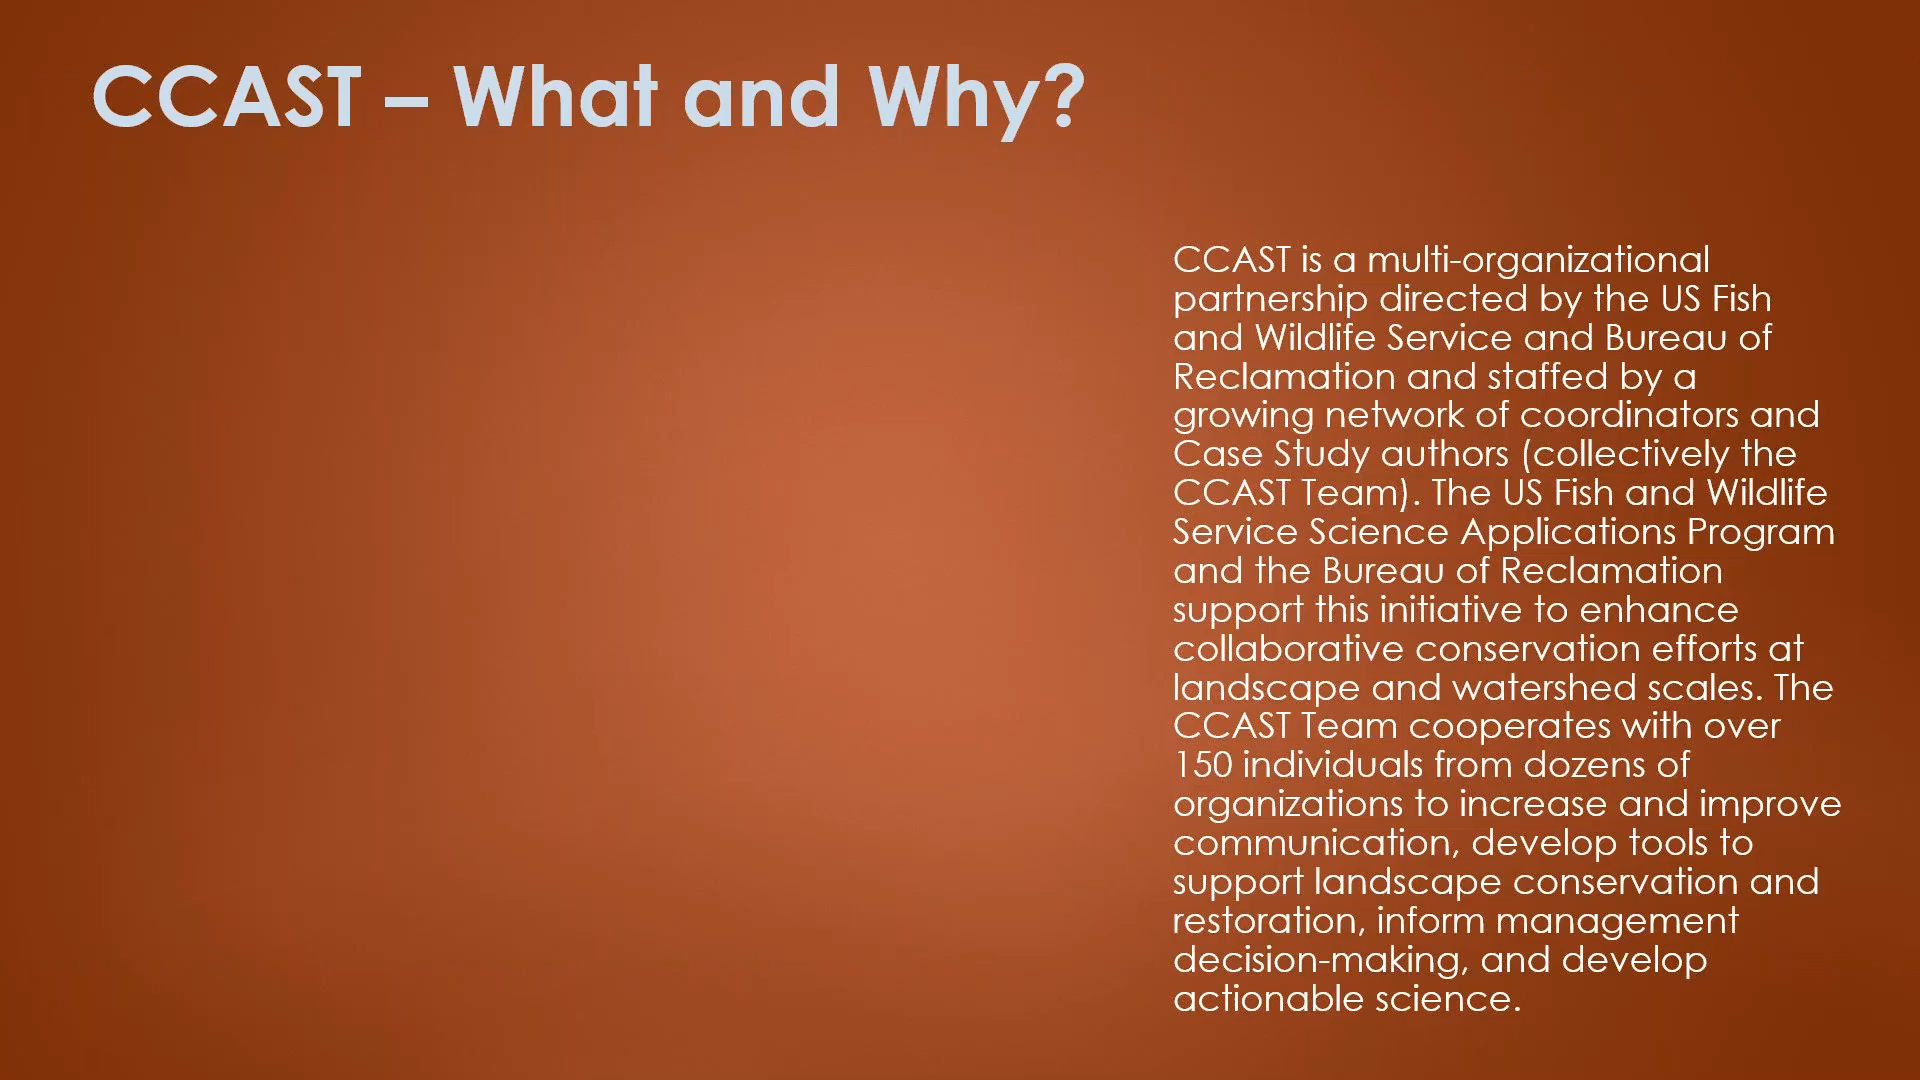 CCAST – What and Why?
CCAST is a multi-organizational
partnership directed by the US Fish
and Wildlife Service and Bureau of
Reclamation and staffed by a
growing network of coordinators and
Case Study authors (collectively the
CCAST Team). The US Fish and Wildlife
Service Science Applications Program
and the Bureau of Reclamation
support this initiative to enhance
collaborative conservation efforts at
landscape and watershed scales. The
CCAST Team cooperates with over
150 individuals from dozens of
organizations to increase and improve
communication, develop tools to
support landscape conservation and
restoration, inform management
decision-making, and develop
actionable science.